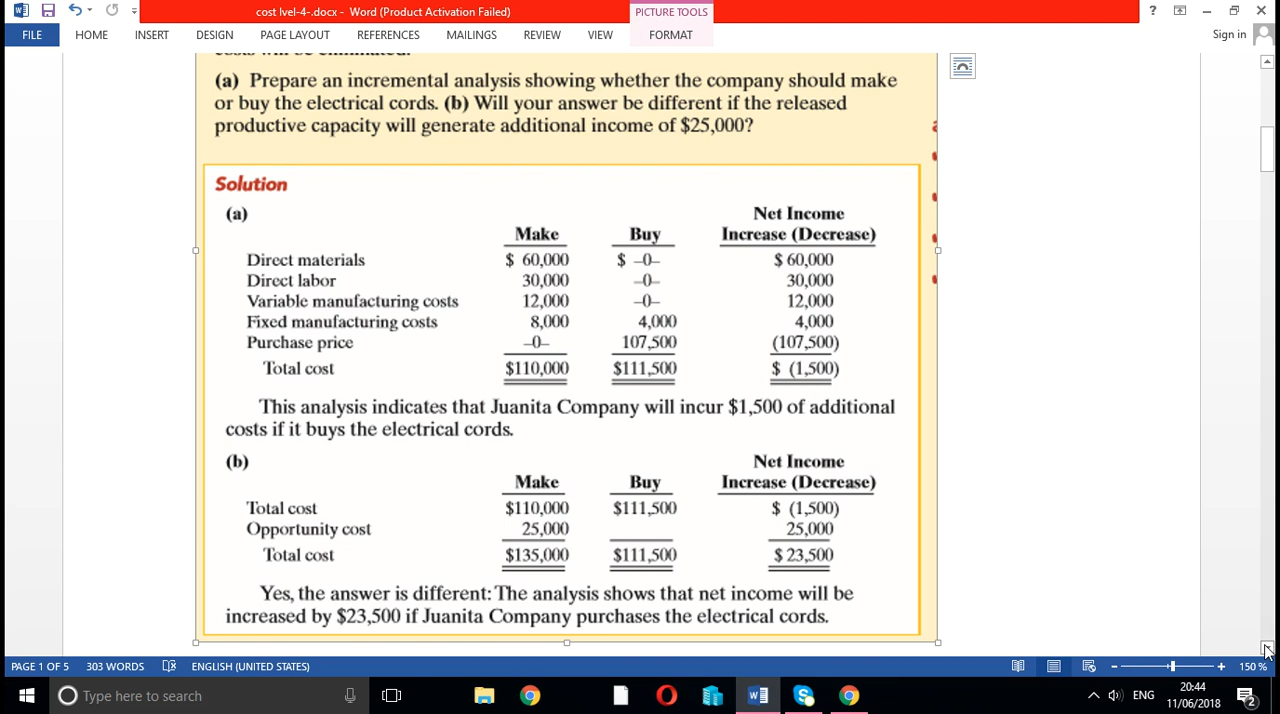 cost lvel-4-.docx - Word (Product Activation Failed)
PICTURE TOOLS
?
FILE HOME INSERT DESIGN PAGE LAYOUT REFERENCES MAILINGS REVIEW VIEW FORMAT Sign in
(a) Prepare an incremental analysis showing whether the company should make
or buy the electrical cords. (b) Will your answer be different if the released
productive capacity will generate additional income of $25,000?
Solution
(a) Net Income
Make Buy Increase (Decrease)
Direct materials $ 60,000 $ –0– $ 60,000
Direct labor 30,000 –0– 30,000
Variable manufacturing costs 12,000 –0– 12,000
Fixed manufacturing costs 8,000 4,000 4,000
Purchase price –0– 107,500 (107,500)
Total cost $110,000 $111,500 $ (1,500)
This analysis indicates that Juanita Company will incur $1,500 of additional
costs if it buys the electrical cords.
(b) Net Income
Make Buy Increase (Decrease)
Total cost $110,000 $111,500 $ (1,500)
Opportunity cost 25,000 25,000
Total cost $135,000 $111,500 $ 23,500
Yes, the answer is different: The analysis shows that net income will be
increased by $23,500 if Juanita Company purchases the electrical cords.
PAGE 1 OF 5 303 WORDS ENGLISH (UNITED STATES) 150 %
Type here to search
ENG
20:44
11/06/2018
2